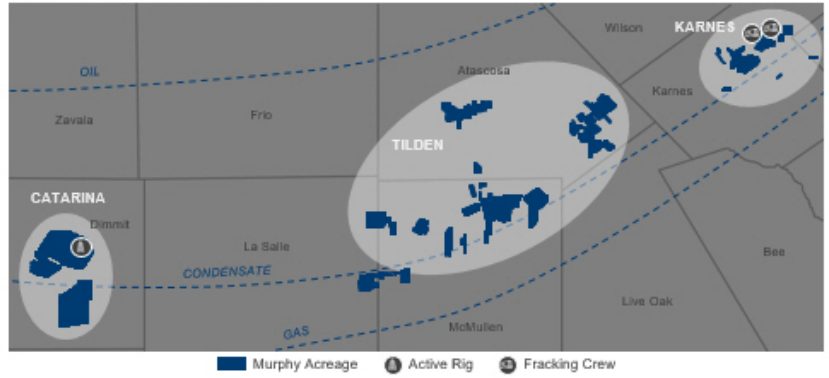 Wilson
KARNES
OIL
Atascosa
Karnes
Zavala
Frio
TILDEN
CATARINA
Dimmit
La Salle
Bee
CONDENSATE
Live Oak
GAS
McMullen
Murphy Acreage
Active Rig
Fracking Crew